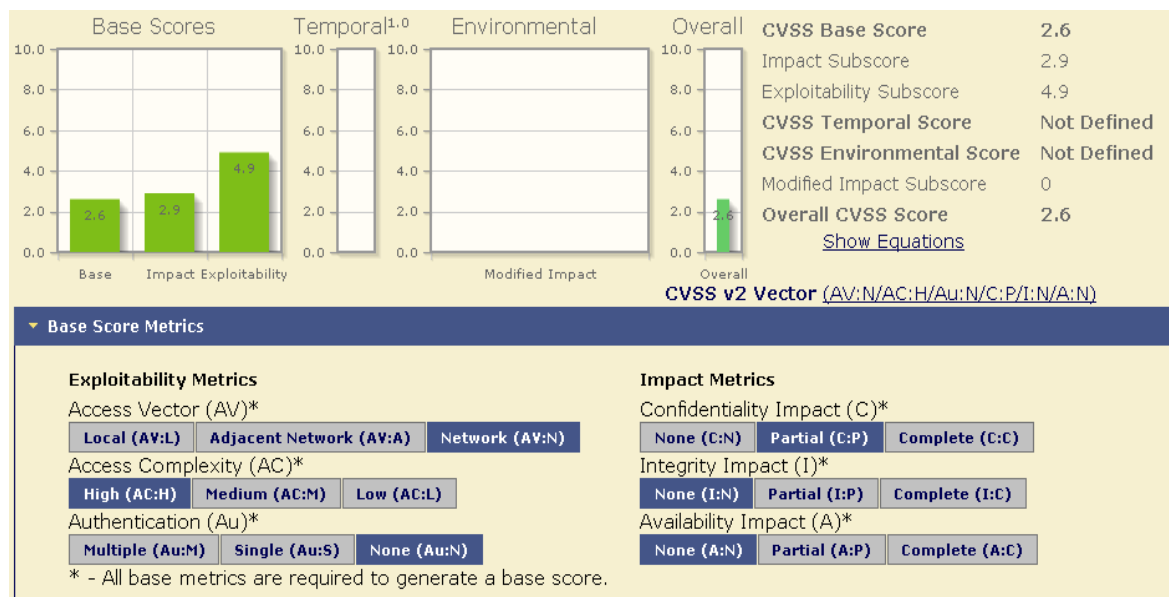 Base Scores
Temporal1.0
Environmental
Overall
10.0 10.0 10.0 10.0
8.0 8.0 8.0 8.0
6.0 6.0 6.0 6.0
4.0 4.0 4.0 4.0
2.0 2.0 2.0 2.0
0.0 0.0 0.0 0.0
2.6 2.9 4.9 2.6
Base Impact Exploitability Modified Impact Overall
CVSS Base Score 2.6
Impact Subscore 2.9
Exploitability Subscore 4.9
CVSS Temporal Score Not Defined
CVSS Environmental Score Not Defined
Modified Impact Subscore 0
Overall CVSS Score 2.6
Show Equations
CVSS v2 Vector (AV:N/AC:H/Au:N/C:P/I:N/A:N)
Base Score Metrics
Exploitability Metrics
Access Vector (AV)*
Local (AV:L) Adjacent Network (AV:A) Network (AV:N)
Access Complexity (AC)*
High (AC:H) Medium (AC:M) Low (AC:L)
Authentication (Au)*
Multiple (Au:M) Single (Au:S) None (Au:N)
* - All base metrics are required to generate a base score.
Impact Metrics
Confidentiality Impact (C)*
None (C:N) Partial (C:P) Complete (C:C)
Integrity Impact (I)*
None (I:N) Partial (I:P) Complete (I:C)
Availability Impact (A)*
None (A:N) Partial (A:P) Complete (A:C)